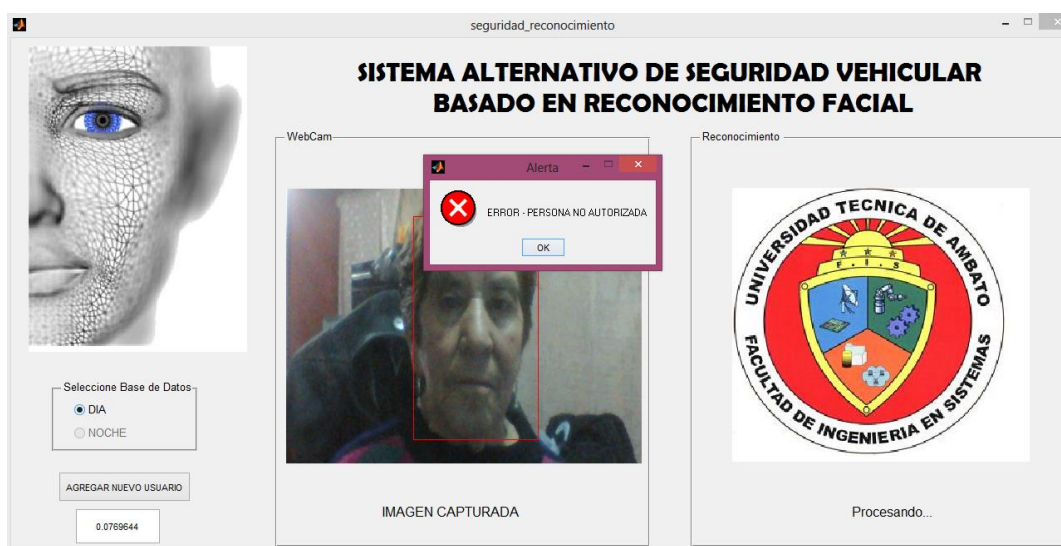 seguridad_reconocimiento
SISTEMA ALTERNATIVO DE SEGURIDAD VEHICULAR
BASADO EN RECONOCIMIENTO FACIAL
WebCam
Reconocimiento
Alerta
ERROR - PERSONA NO AUTORIZADA
OK
UNIVERSIDAD TECNICA DE AMBATO
F. I. S
FACULTAD DE INGENIERIA EN SISTEMAS
Seleccione Base de Datos
DIA
NOCHE
AGREGAR NUEVO USUARIO
0.0769644
IMAGEN CAPTURADA
Procesando...